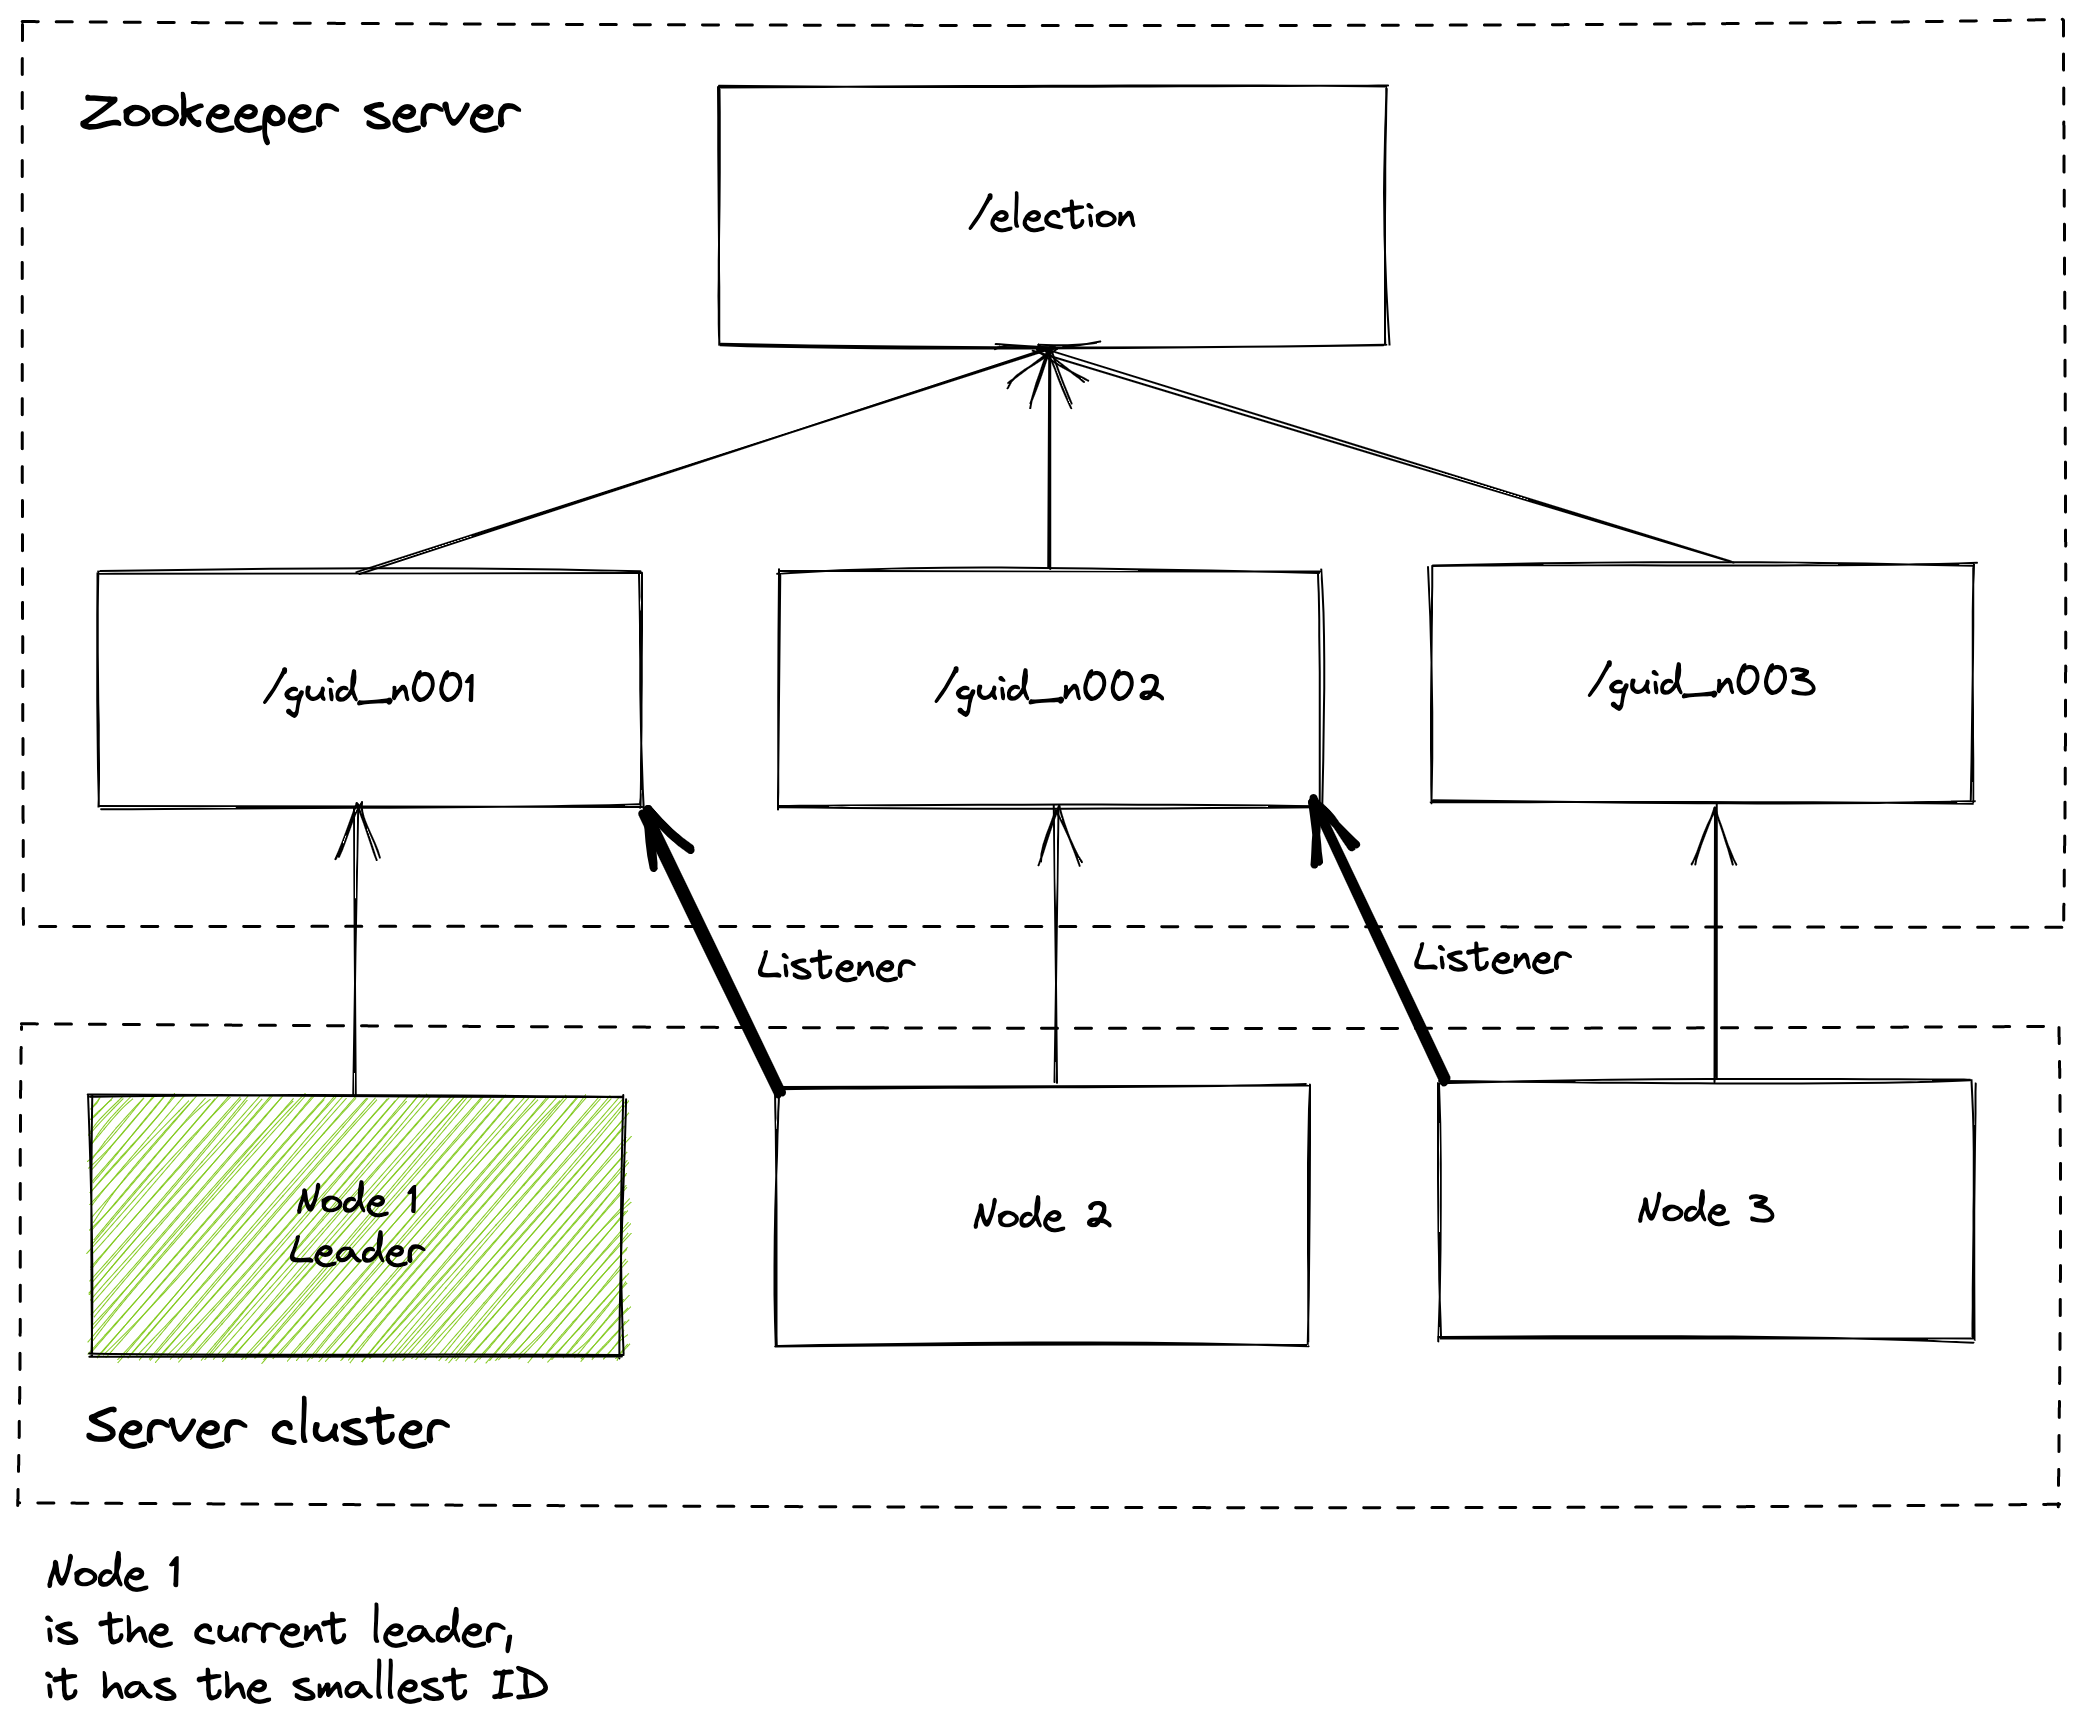 Zookeeper server
/election
/guid_n001
/guid_n002
/guid_n003
Listener
Listener
Node 1
Leader
Node 2
Node 3
Server cluster
Node 1
is the current leader,
it has the smallest ID